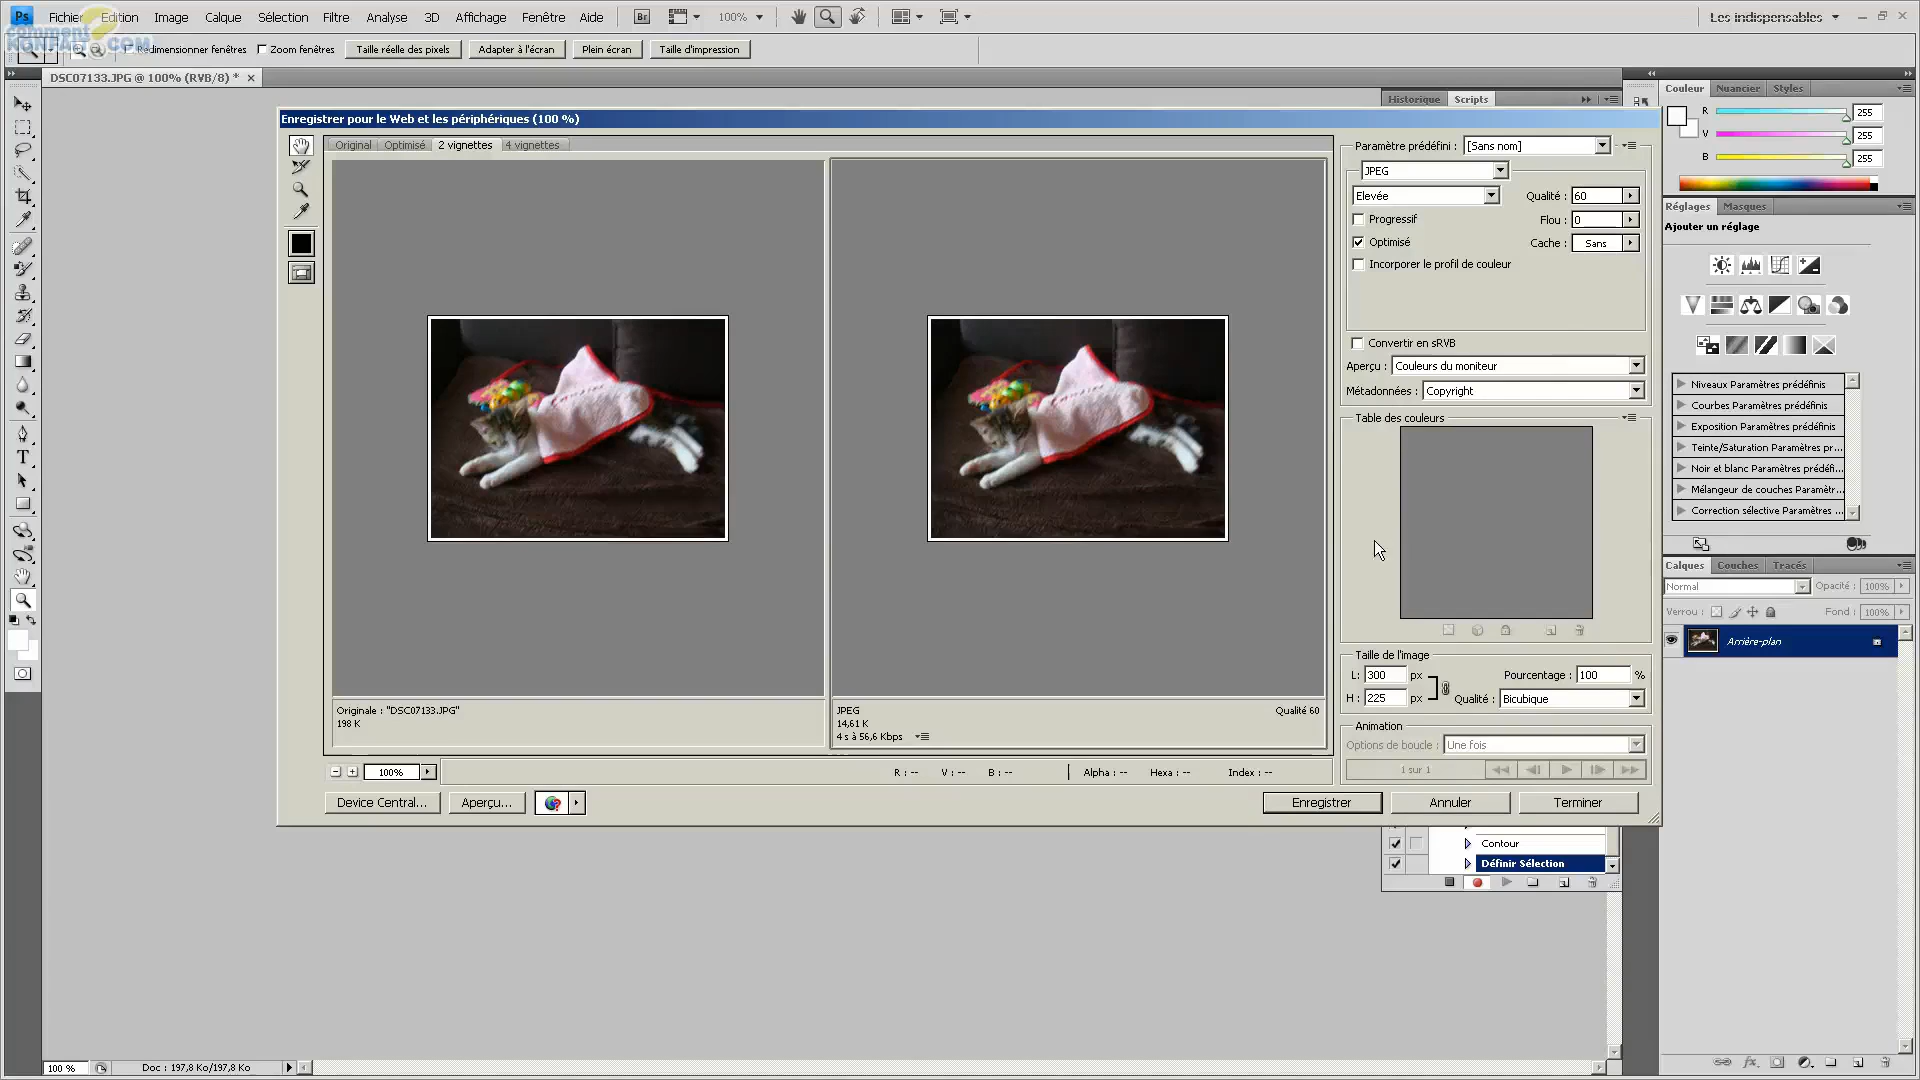 Ps Fichier Edition Image Calque Sélection Filtre Analyse 3D Affichage Fenêtre Aide Br 100% Les indispensables
comment
Redimensionner fenêtres Zoom fenêtres Taille réelle des pixels Adapter à l'écran Plein écran Taille d'impression
DSC07133.JPG @ 100% (RVB/8) *
Historique Scripts
Couleur Nuancier Styles
R 255
V 255
B 255
Enregistrer pour le Web et les périphériques (100 %)
Original Optimisé 2 vignettes 4 vignettes
Paramètre prédéfini : [Sans nom]
JPEG
Elevée Qualité : 60
Progressif Flou : 0
Optimisé Cache : Sans
Incorporer le profil de couleur
Convertir en sRVB
Aperçu : Couleurs du moniteur
Métadonnées : Copyright
Table des couleurs
Réglages Masques
Ajouter un réglage
Niveaux Paramètres prédéfinis
Courbes Paramètres prédéfinis
Exposition Paramètres prédéfinis
Teinte/Saturation Paramètres pr...
Noir et blanc Paramètres prédéfi...
Mélangeur de couches Paramètr...
Correction sélective Paramètres ...
Calques Couches Tracés
Normal Opacité : 100%
Verrou : Fond : 100%
Arrière-plan
Taille de l'image
L : 300 px Pourcentage : 100 %
H : 225 px Qualité : Bicubique
Originale : "DSC07133.JPG"
198 K
JPEG Qualité 60
14,61 K
4 s à 56,6 Kbps
Animation
Options de boucle : Une fois
1 sur 1
100% R : -- V : -- B : -- Alpha : -- Hexa : -- Index : --
Device Central... Aperçu... Enregistrer Annuler Terminer
Contour
Définir Sélection
100 % Doc : 197,8 Ko/197,8 Ko